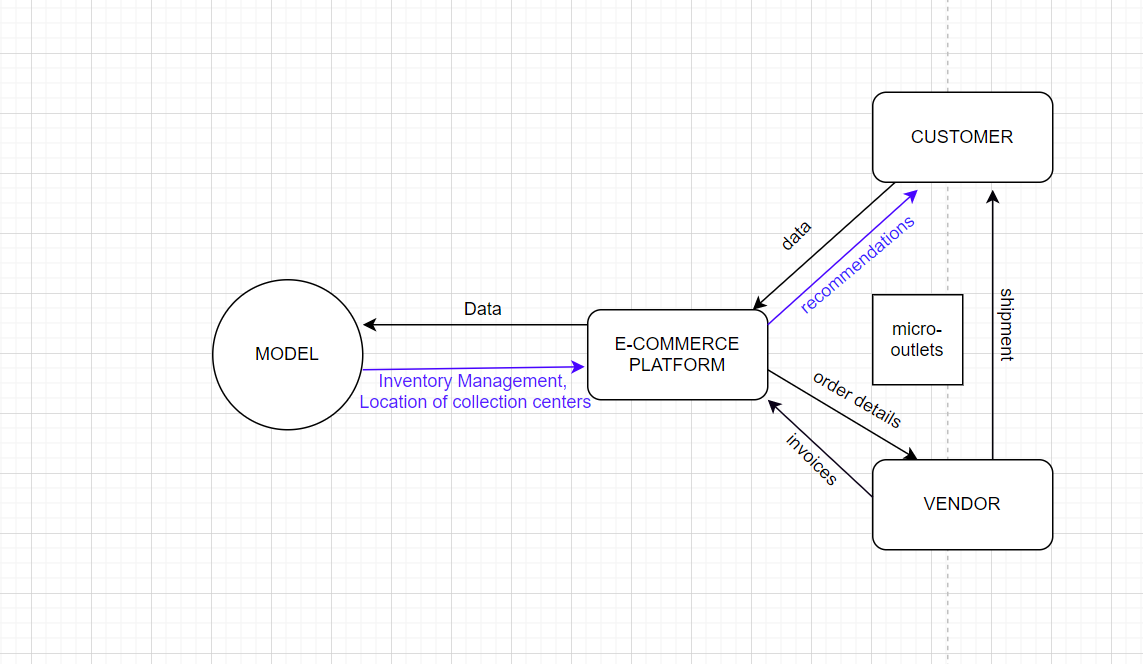 CUSTOMER
data
recommendations
Data
MODEL
E-COMMERCE
PLATFORM
micro-
outlets
shipment
Inventory Management,
Location of collection centers
order details
invoices
VENDOR